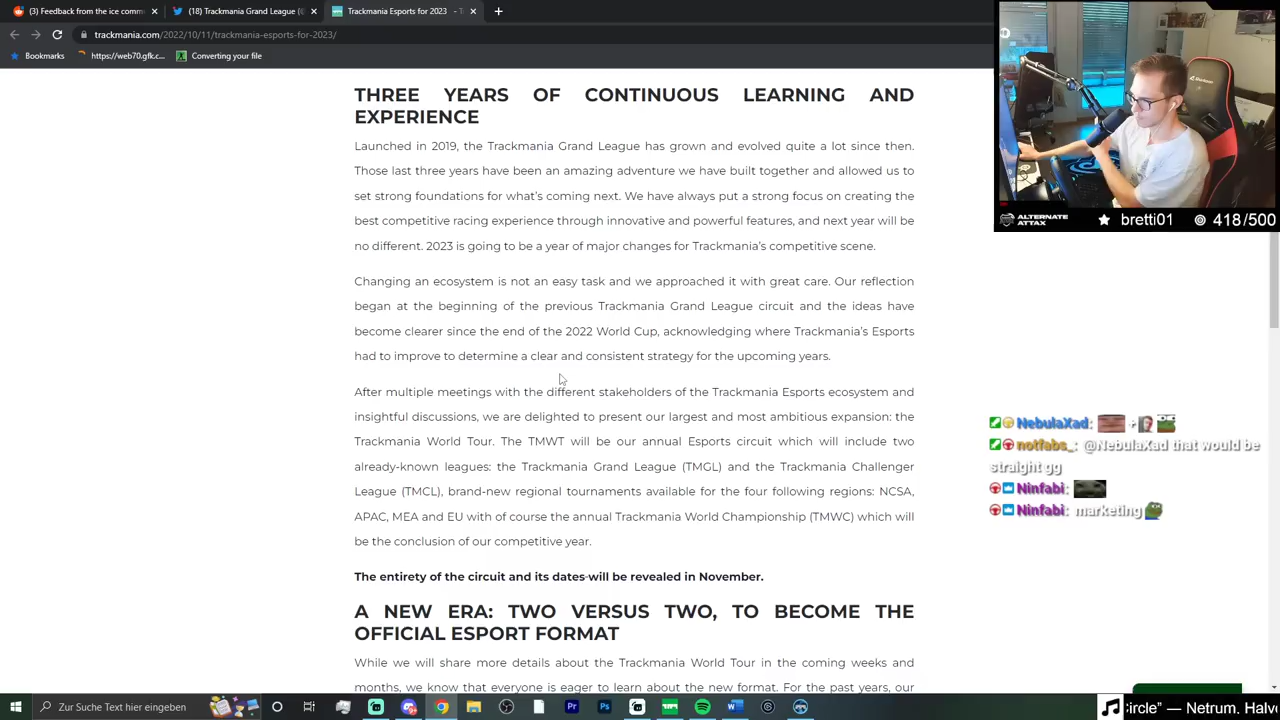 (3) Feedback from the ice comm
(18) Trackmania Grand League
Trackmania Esports for 2023
trackmania.com/2022/10/11/trackmania-esports-for-2023/
Bookmarks
https://web70.gfkc...
Converting your file
THREE YEARS OF CONTINUOUS LEARNING AND
EXPERIENCE
Launched in 2019, the Trackmania Grand League has grown and evolved quite a lot since then.
These last three years have been an amazing adventure we have built together and allowed us to
set strong foundations for what's coming next. We have always put a strong focus on creating the
best competitive racing experience through innovative and powerful features, and next year will be
no different. 2023 is going to be a year of major changes for Trackmania's competitive scene.
Changing an ecosystem is not an easy task and we approached it with great care. Our reflection
began at the beginning of the previous Trackmania Grand League circuit and the ideas have
become clearer since the end of the 2022 World Cup, acknowledging where Trackmania's Esports
had to improve to determine a clear and consistent strategy for the upcoming years.
After multiple meetings with the different stakeholders of the Trackmania Esports ecosystem and
insightful discussions, we are delighted to present our largest and most ambitious expansion: the
Trackmania World Tour. The TMWT will be our annual Esports circuit which will include two
already-known leagues: the Trackmania Grand League (TMGL) and the Trackmania Challenger
League (TMCL), brand-new regional tournaments available for the four following regions: NCSA,
MEA and with of course the annual Trackmania World Championship (TMWC) which will
be the conclusion of our competitive year.
The entirety of the circuit and its dates will be revealed in November.
A NEW ERA: TWO VERSUS TWO, TO BECOME THE
OFFICIAL ESPORT FORMAT
While we will share more details about the Trackmania World Tour in the coming weeks and
months, we know that everyone is eager to learn about the new format. For the past years, our
ALTERNATE
ATTAX
bretti01
418/500
NebulaXad: +
notfabs_: @NebulaXad that would be
straight gg
Ninfabi:
Ninfabi: marketing
Zur Suche Text hier eingeben
Circle" — Netrum, Halv